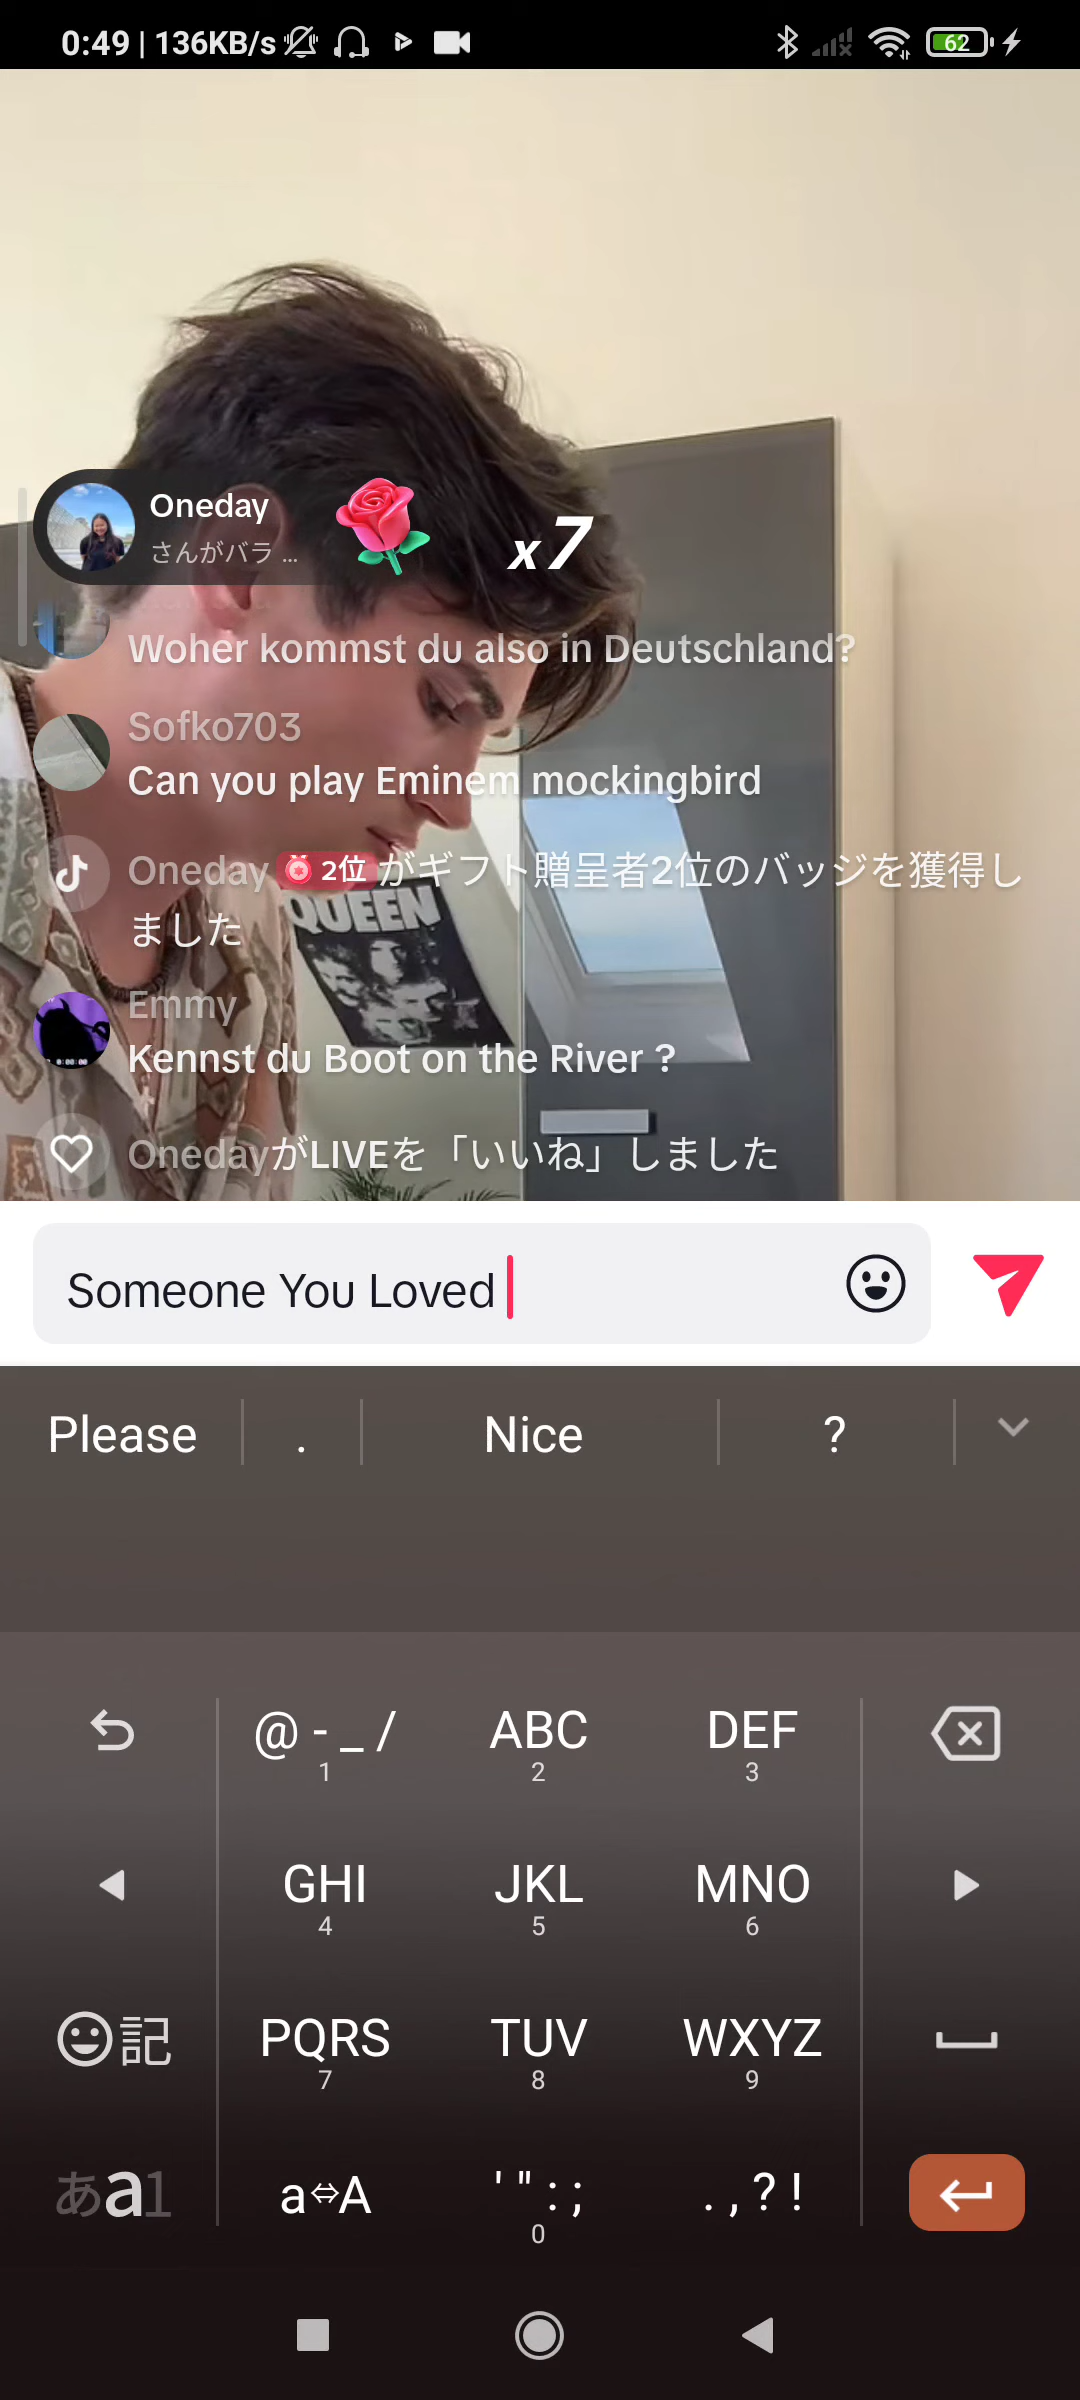 0:49 | 136KB/s
62
Oneday
さんがバラ ...
x7
Woher kommst du also in Deutschland?
Sofko703
Can you play Eminem mockingbird
Oneday 2位 がギフト贈呈者2位のバッジを獲得し
ました
QUEEN
Emmy
Kennst du Boot on the River ?
OnedayがLIVEを「いいね」しました
Someone You Loved
Please . Nice ?
@ - _ / ABC DEF
1 2 3
GHI JKL MNO
4 5 6
記 PQRS TUV WXYZ
7 8 9
あa1 a⇔A ' " : ; . , ? !
0